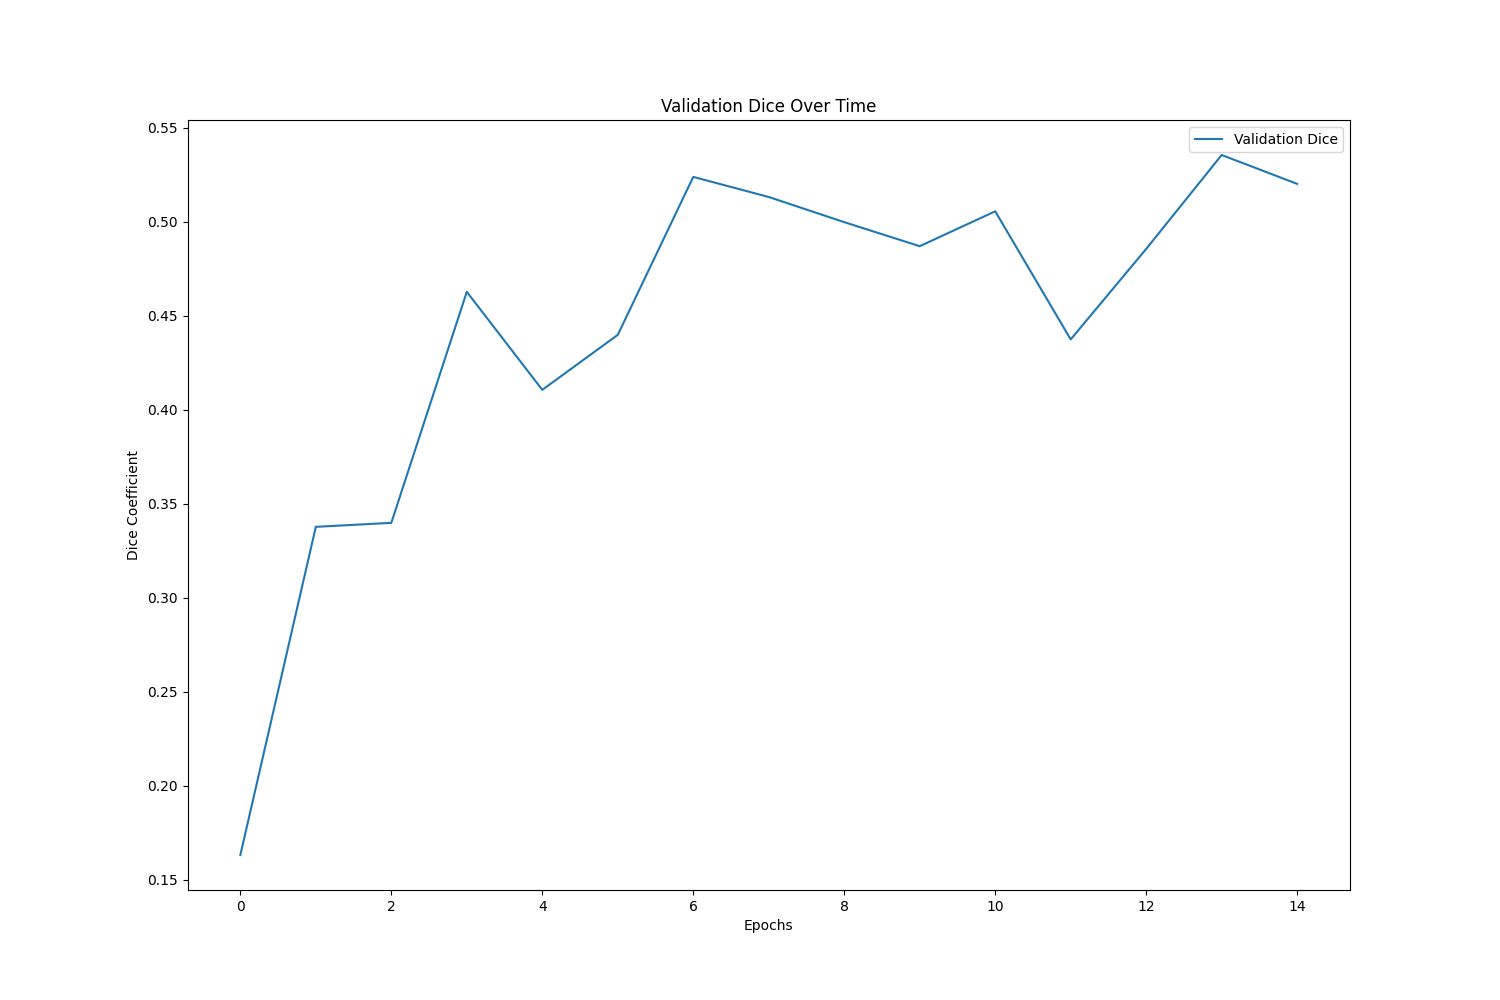 Validation Dice Over Time
Validation Dice
0.55
0.50
0.45
0.40
0.35
0.30
0.25
0.20
0.15
Dice Coefficient
0 2 4 6 8 10 12 14
Epochs